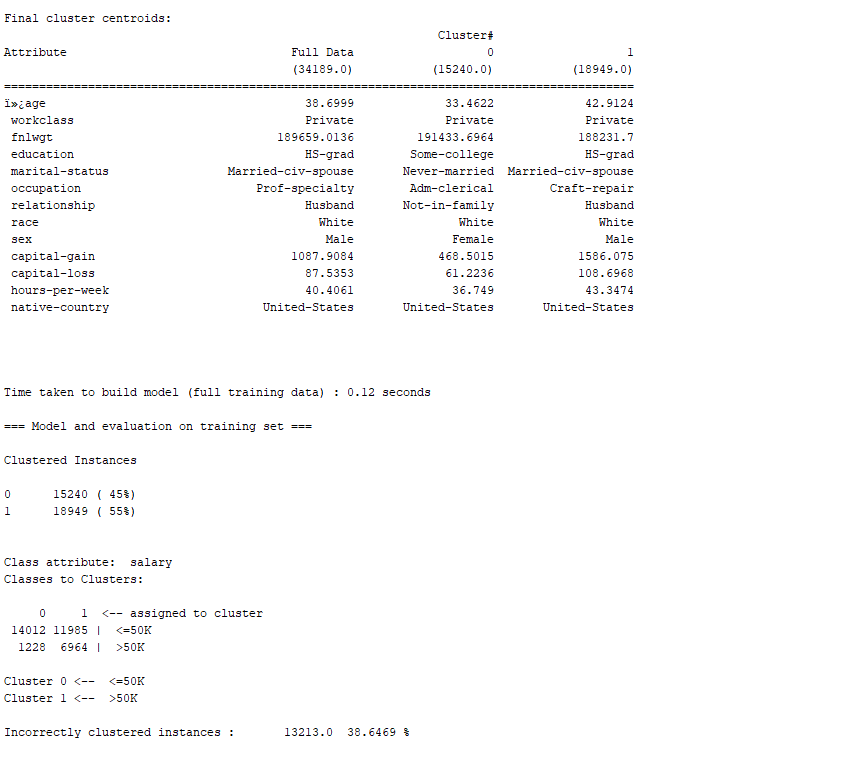 Final cluster centroids:
Cluster#
Attribute Full Data 0 1
(34189.0) (15240.0) (18949.0)
==========================================================================================
ï»¿age 38.6999 33.4622 42.9124
workclass Private Private Private
fnlwgt 189659.0136 191433.6964 188231.7
education HS-grad Some-college HS-grad
marital-status Married-civ-spouse Never-married Married-civ-spouse
occupation Prof-specialty Adm-clerical Craft-repair
relationship Husband Not-in-family Husband
race White White White
sex Male Female Male
capital-gain 1087.9084 468.5015 1586.075
capital-loss 87.5353 61.2236 108.6968
hours-per-week 40.4061 36.749 43.3474
native-country United-States United-States United-States
Time taken to build model (full training data) : 0.12 seconds
=== Model and evaluation on training set ===
Clustered Instances
0 15240 ( 45%)
1 18949 ( 55%)
Class attribute: salary
Classes to Clusters:
0 1 <-- assigned to cluster
14012 11985 | <=50K
1228 6964 | >50K
Cluster 0 <-- <=50K
Cluster 1 <-- >50K
Incorrectly clustered instances : 13213.0 38.6469 %